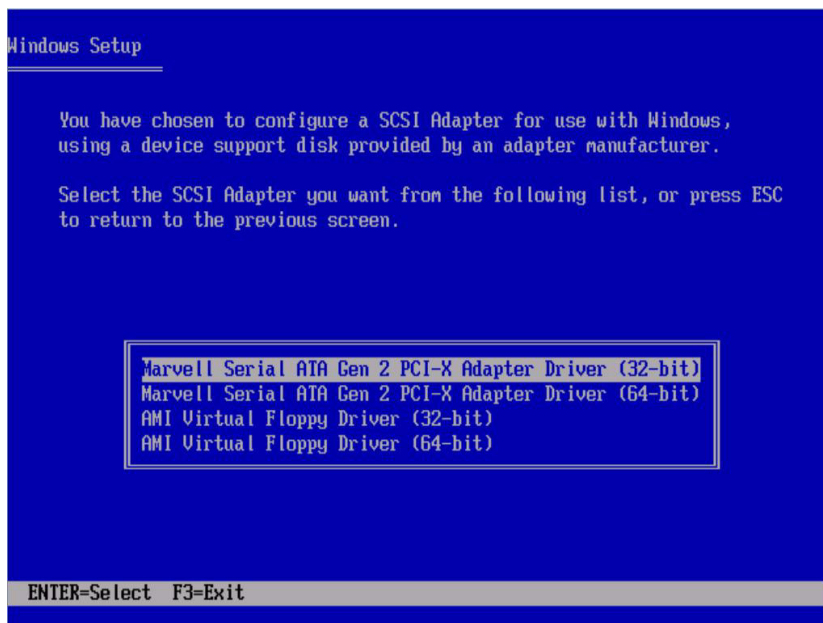 Windows Setup
You have chosen to configure a SCSI Adapter for use with Windows,
using a device support disk provided by an adapter manufacturer.
Select the SCSI Adapter you want from the following list, or press ESC
to return to the previous screen.
Marvell Serial ATA Gen 2 PCI-X Adapter Driver (32-bit)
Marvell Serial ATA Gen 2 PCI-X Adapter Driver (64-bit)
AMI Virtual Floppy Driver (32-bit)
AMI Virtual Floppy Driver (64-bit)
ENTER=Select F3=Exit